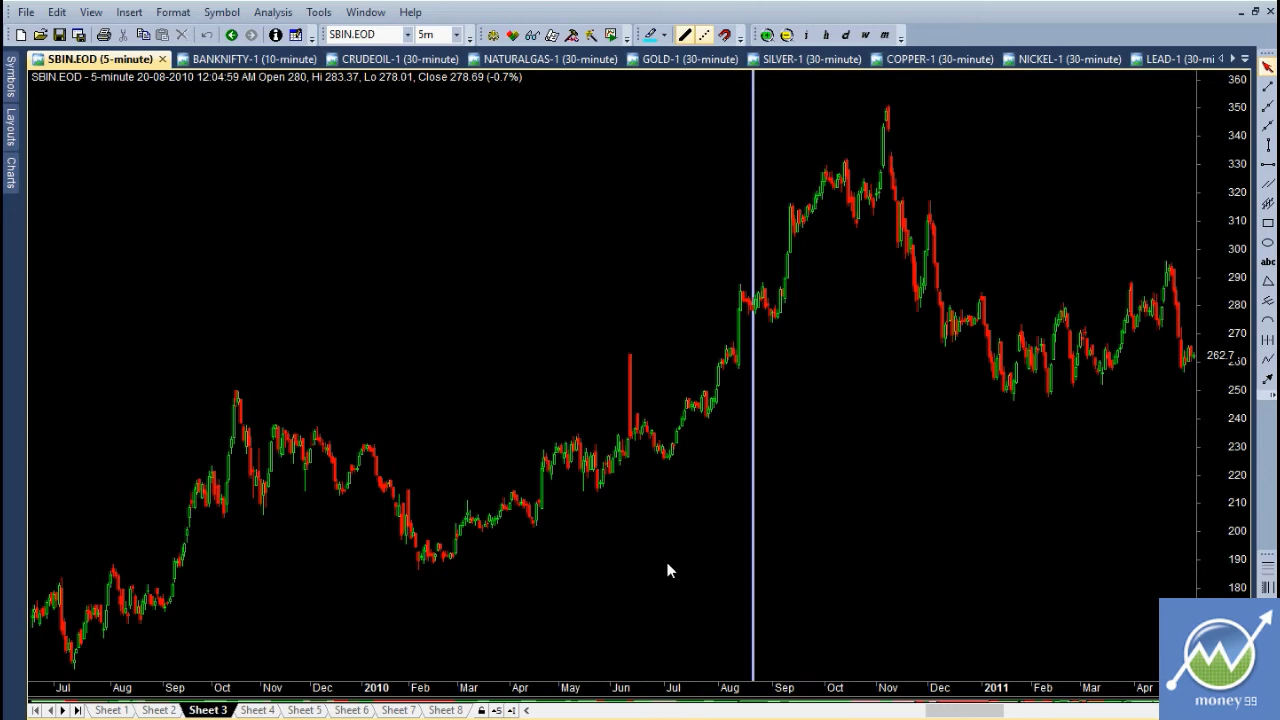 File Edit View Insert Format Symbol Analysis Tools Window Help
SBIN.EOD 5m i h d w m
SBIN.EOD (5-minute) BANKNIFTY-1 (10-minute) CRUDEOIL-1 (30-minute) NATURALGAS-1 (30-minute) GOLD-1 (30-minute) SILVER-1 (30-minute) COPPER-1 (30-minute) NICKEL-1 (30-minute) LEAD-1 (30-mi
SBIN.EOD - 5-minute 20-08-2010 12:04:59 AM Open 280, Hi 283.37, Lo 278.01, Close 278.69 (-0.7%)
Symbols
Layouts
Charts
360
350
340
330
320
310
300
290
280
270
262.7
260
250
240
230
220
210
200
190
180
abc
Jul Aug Sep Oct Nov Dec 2010 Feb Mar Apr May Jun Jul Aug Sep Oct Nov Dec 2011 Feb Mar Apr
Sheet 1 Sheet 2 Sheet 3 Sheet 4 Sheet 5 Sheet 6 Sheet 7 Sheet 8
money 99